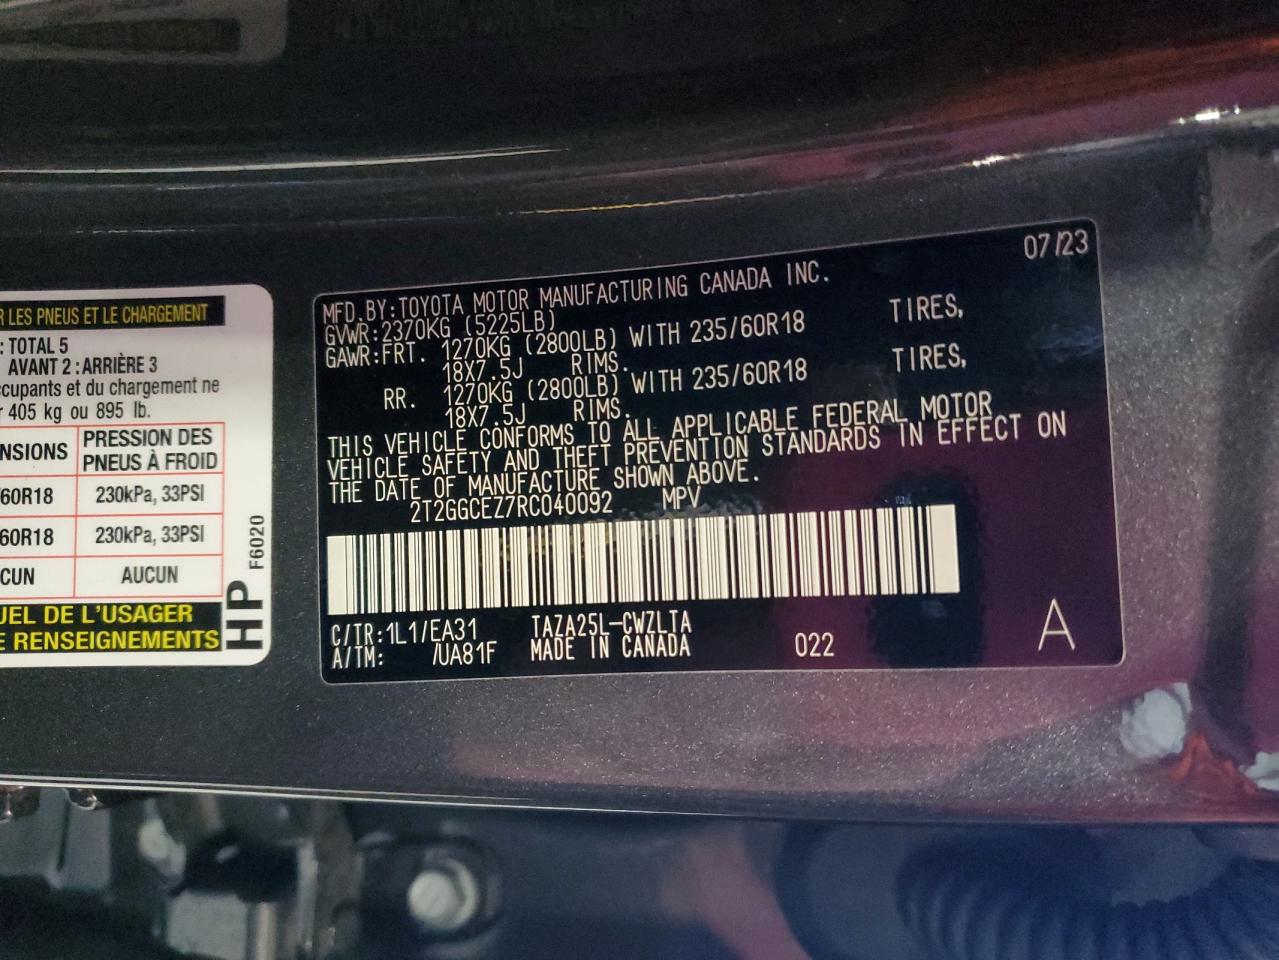 R LES PNEUS ET LE CHARGEMENT
: TOTAL 5
AVANT 2 : ARRIÈRE 3
ccupants et du chargement ne
r 405 kg ou 895 lb.
NSIONS PRESSION DES PNEUS À FROID
/60R18 230kPa, 33PSI
60R18 230kPa, 33PSI
CUN AUCUN
UEL DE L'USAGER
E RENSEIGNEMENTS
HP F6020
07/23
MFD.BY:TOYOTA MOTOR MANUFACTURING CANADA INC.
GVWR:2370KG (5225LB)
GAWR:FRT. 1270KG (2800LB) WITH 235/60R18 TIRES,
18X7.5J RIMS.
RR. 1270KG (2800LB) WITH 235/60R18 TIRES,
18X7.5J RIMS.
THIS VEHICLE CONFORMS TO ALL APPLICABLE FEDERAL MOTOR
VEHICLE SAFETY AND THEFT PREVENTION STANDARDS IN EFFECT ON
THE DATE OF MANUFACTURE SHOWN ABOVE.
2T2GGCEZ7RC040092 MPV
C/TR:1L1/EA31 TAZA25L-CWZLTA
A/TM: /UA81F MADE IN CANADA 022
A